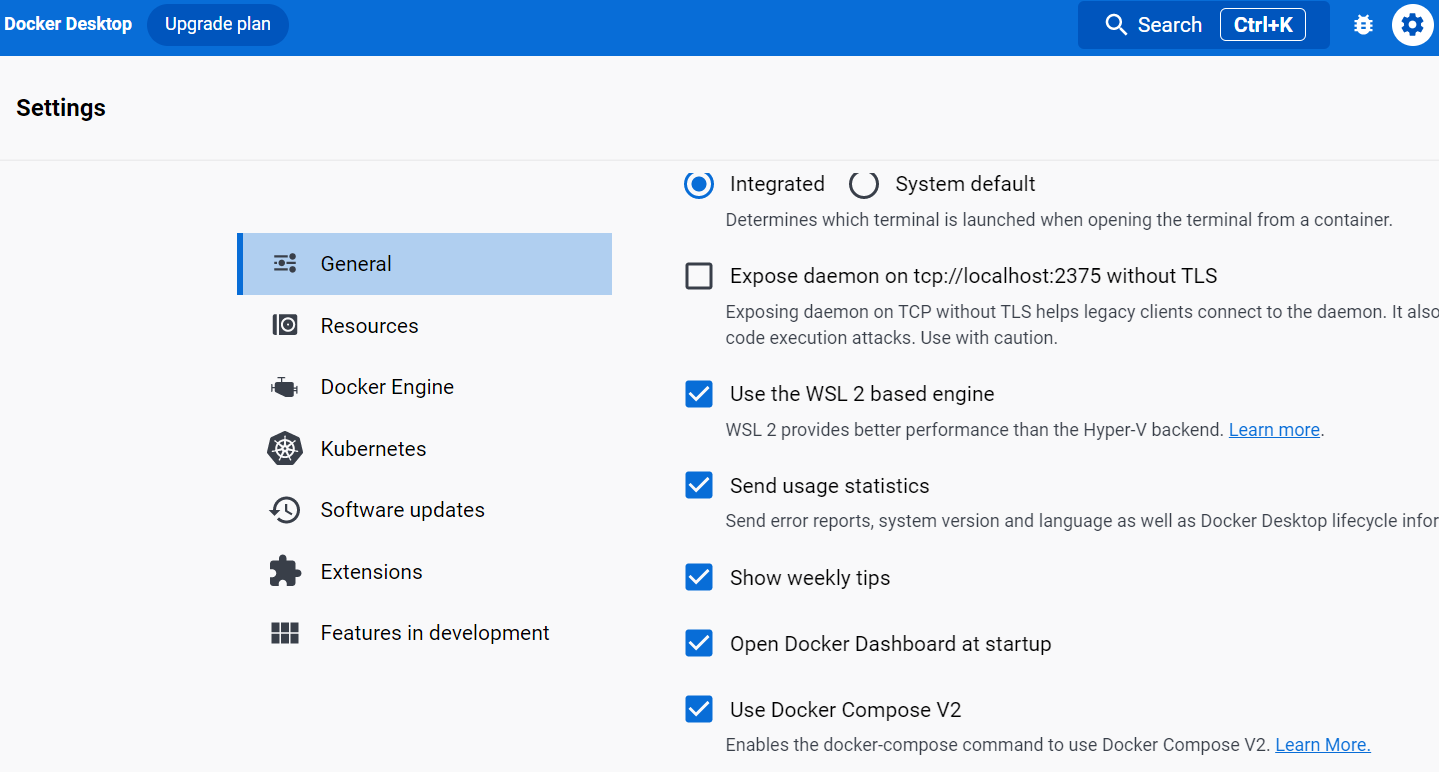 Docker Desktop Upgrade plan Search Ctrl+K
Settings
General
Resources
Docker Engine
Kubernetes
Software updates
Extensions
Features in development
Integrated System default
Determines which terminal is launched when opening the terminal from a container.
Expose daemon on tcp://localhost:2375 without TLS
Exposing daemon on TCP without TLS helps legacy clients connect to the daemon. It also
code execution attacks. Use with caution.
Use the WSL 2 based engine
WSL 2 provides better performance than the Hyper-V backend. Learn more.
Send usage statistics
Send error reports, system version and language as well as Docker Desktop lifecycle infor
Show weekly tips
Open Docker Dashboard at startup
Use Docker Compose V2
Enables the docker-compose command to use Docker Compose V2. Learn More.